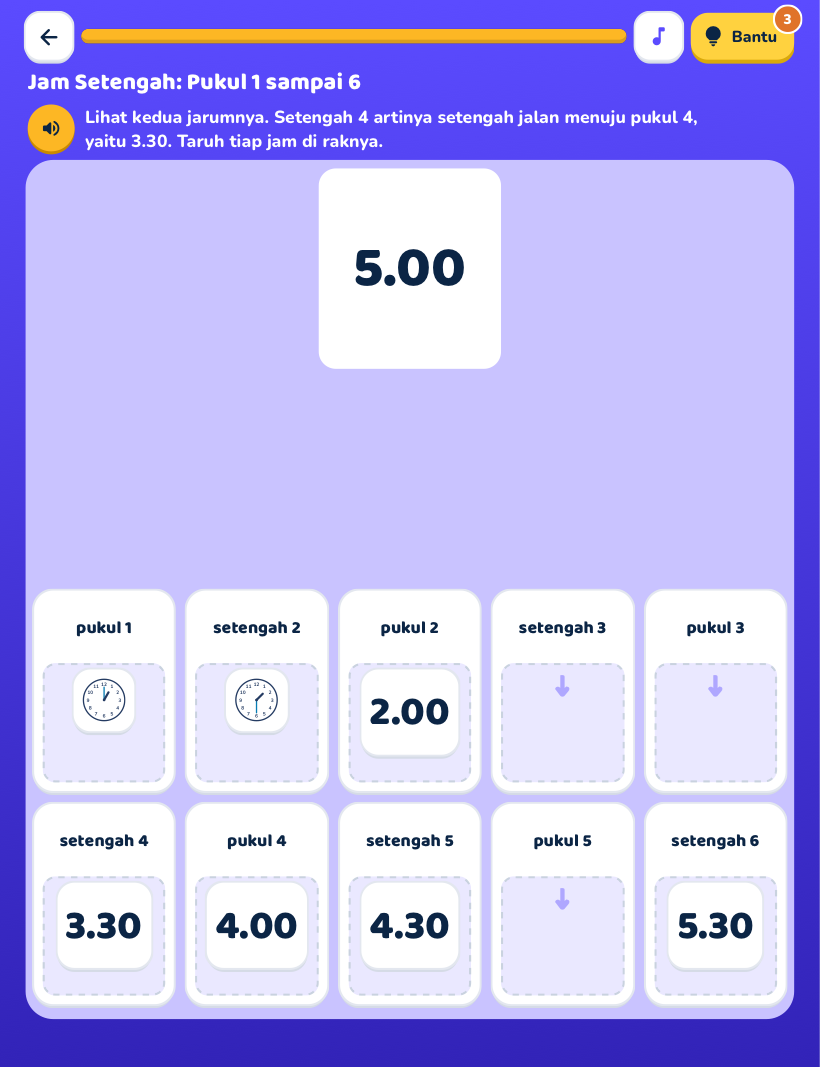 3
Bantu
Jam Setengah: Pukul 1 sampai 6
Lihat kedua jarumnya. Setengah 4 artinya setengah jalan menuju pukul 4,
yaitu 3.30. Taruh tiap jam di raknya.
5.00
pukul 1
setengah 2
pukul 2
setengah 3
pukul 3
2.00
setengah 4
pukul 4
setengah 5
pukul 5
setengah 6
3.30
4.00
4.30
5.30